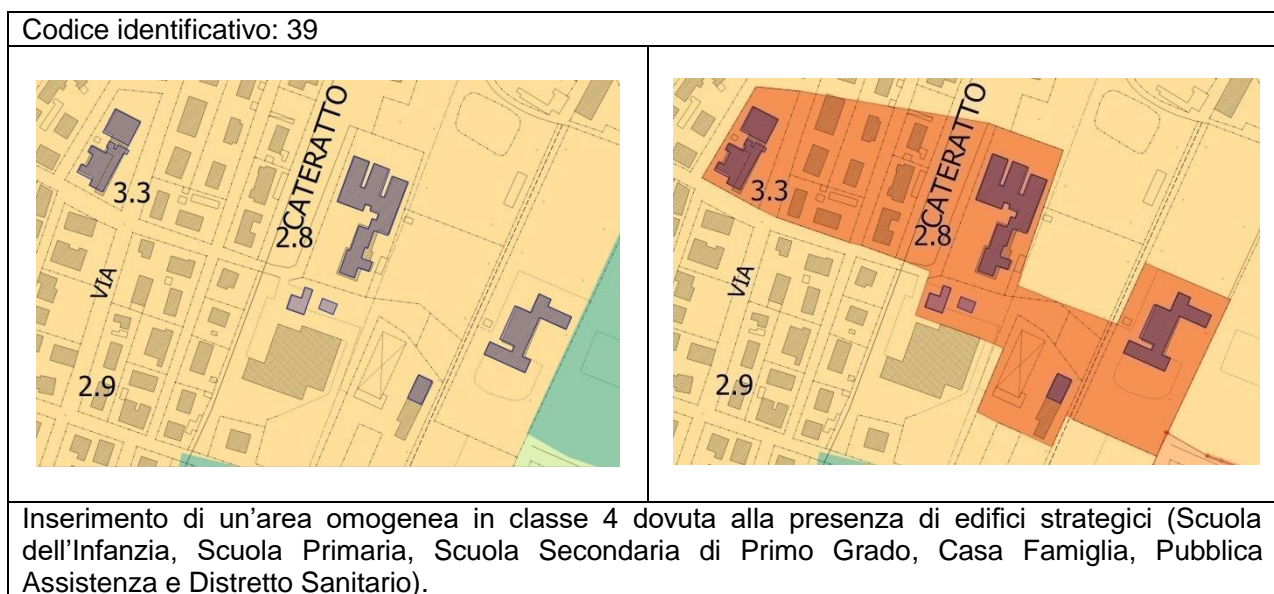 Codice identificativo: 39
CATERATTO
3.3
2.8
VIA
2.9
CATERATTO
3.3
2.8
VIA
2.9
Inserimento di un’area omogenea in classe 4 dovuta alla presenza di edifici strategici (Scuola
dell’Infanzia, Scuola Primaria, Scuola Secondaria di Primo Grado, Casa Famiglia, Pubblica
Assistenza e Distretto Sanitario).